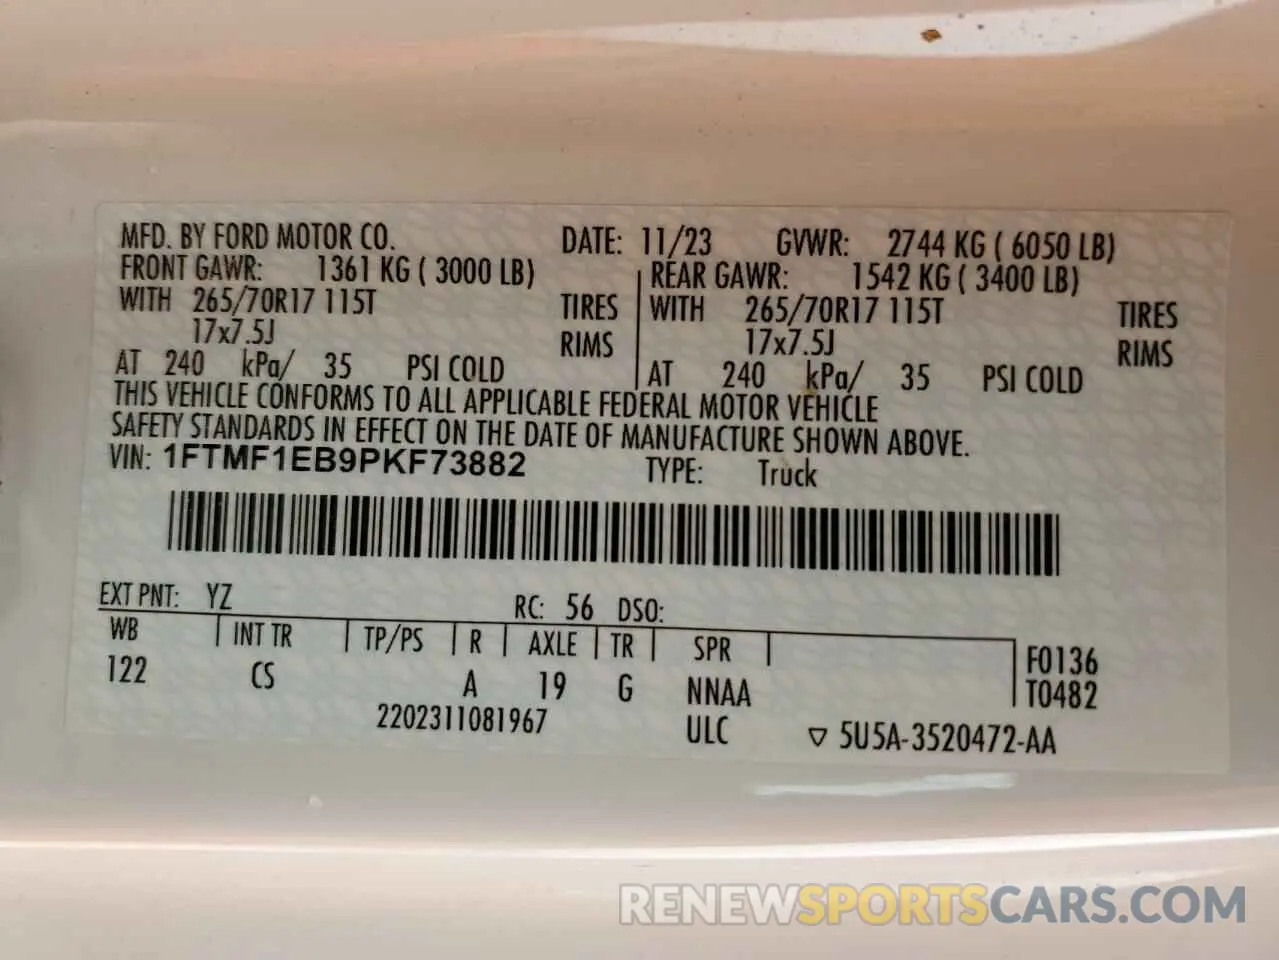 MFD. BY FORD MOTOR CO. DATE: 11/23 GVWR: 2744 KG ( 6050 LB)
FRONT GAWR: 1361 KG ( 3000 LB) REAR GAWR: 1542 KG ( 3400 LB)
WITH 265/70R17 115T TIRES WITH 265/70R17 115T TIRES
17x7.5J RIMS 17x7.5J RIMS
AT 240 kPa/ 35 PSI COLD AT 240 kPa/ 35 PSI COLD
THIS VEHICLE CONFORMS TO ALL APPLICABLE FEDERAL MOTOR VEHICLE
SAFETY STANDARDS IN EFFECT ON THE DATE OF MANUFACTURE SHOWN ABOVE.
VIN: 1FTMF1EB9PKF73882 TYPE: Truck
EXT PNT: YZ RC: 56 DSO:
WB INT TR TP/PS R AXLE TR SPR F0136
122 CS A 19 G NNAA T0482
2202311081967 ULC ▽ 5U5A-3520472-AA
RENEWSPORTSCARS.COM